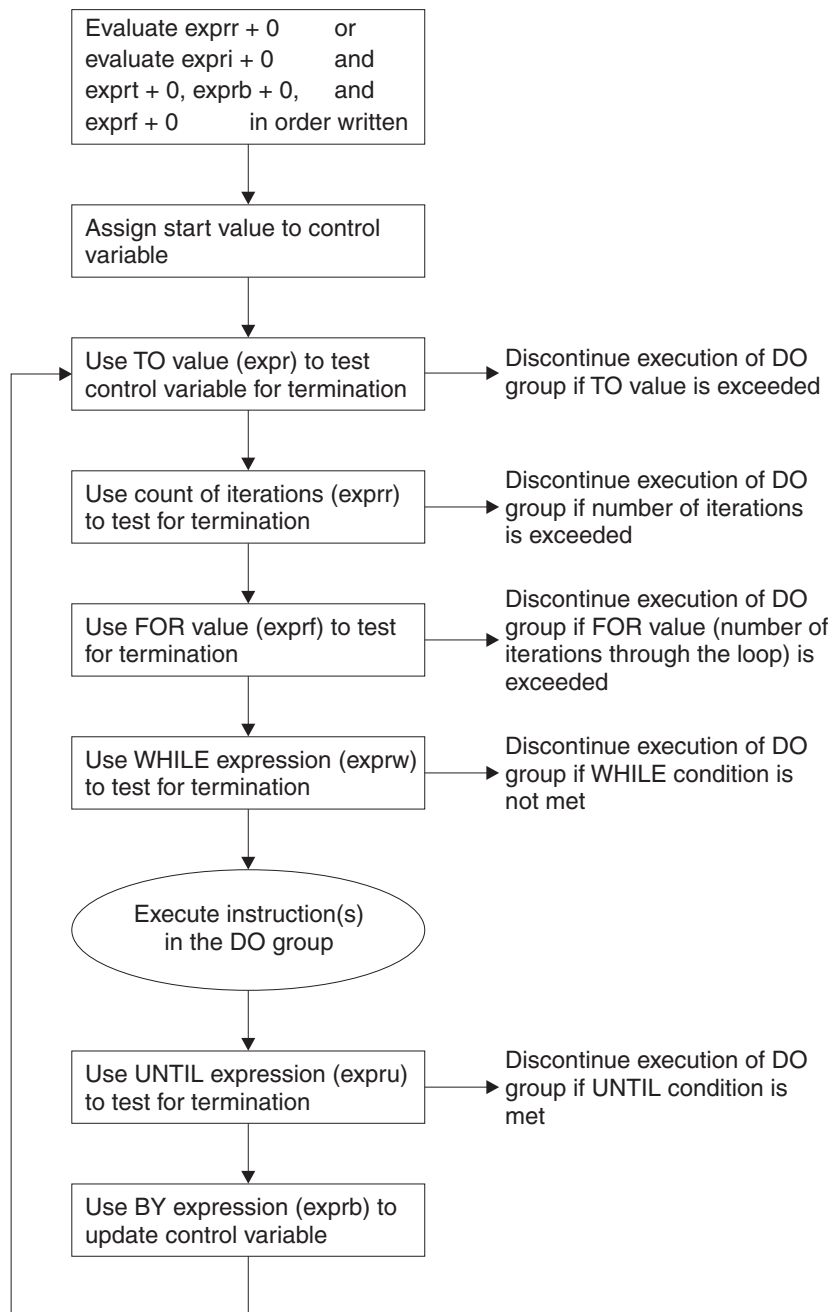 Evaluate exprr + 0 or
evaluate expri + 0 and
exprt + 0, exprb + 0, and
exprf + 0 in order written
Assign start value to control
variable
Use TO value (expr) to test
control variable for termination
Discontinue execution of DO
group if TO value is exceeded
Use count of iterations (exprr)
to test for termination
Discontinue execution of DO
group if number of iterations
is exceeded
Use FOR value (exprf) to test
for termination
Discontinue execution of DO
group if FOR value (number of
iterations through the loop) is
exceeded
Use WHILE expression (exprw)
to test for termination
Discontinue execution of DO
group if WHILE condition is
not met
Execute instruction(s)
in the DO group
Use UNTIL expression (expru)
to test for termination
Discontinue execution of DO
group if UNTIL condition is
met
Use BY expression (exprb) to
update control variable